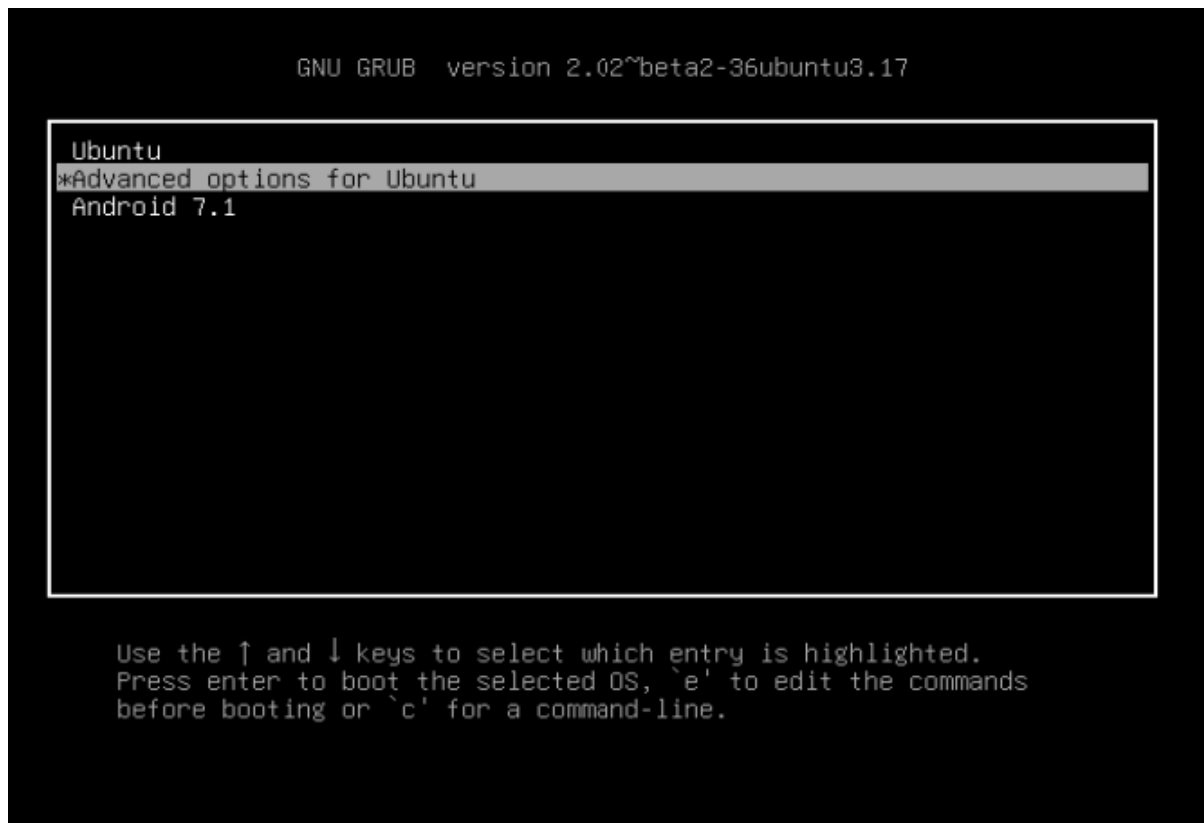 GNU GRUB  version 2.02~beta2-36ubuntu3.17
Ubuntu
*Advanced options for Ubuntu
Android 7.1
Use the ↑ and ↓ keys to select which entry is highlighted.
Press enter to boot the selected OS, `e' to edit the commands
before booting or `c' for a command-line.